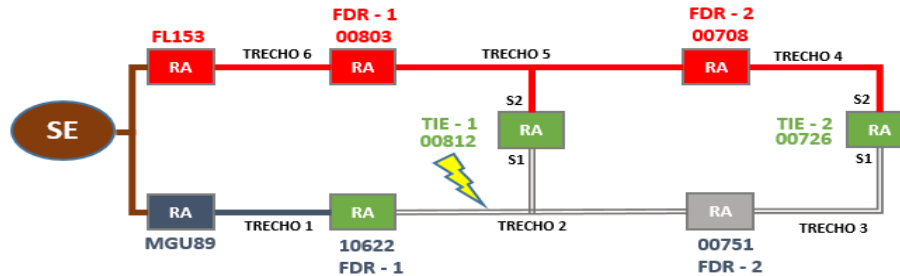 FDR - 1
00803
FDR - 2
00708
FL153
TRECHO 6
TRECHO 5
TRECHO 4
RA
RA
RA
S2
S2
SE
TIE - 1
00812
RA
TIE - 2
00726
RA
S1
S1
RA
RA
RA
TRECHO 1
TRECHO 2
TRECHO 3
MGU89
10622
FDR - 1
00751
FDR - 2